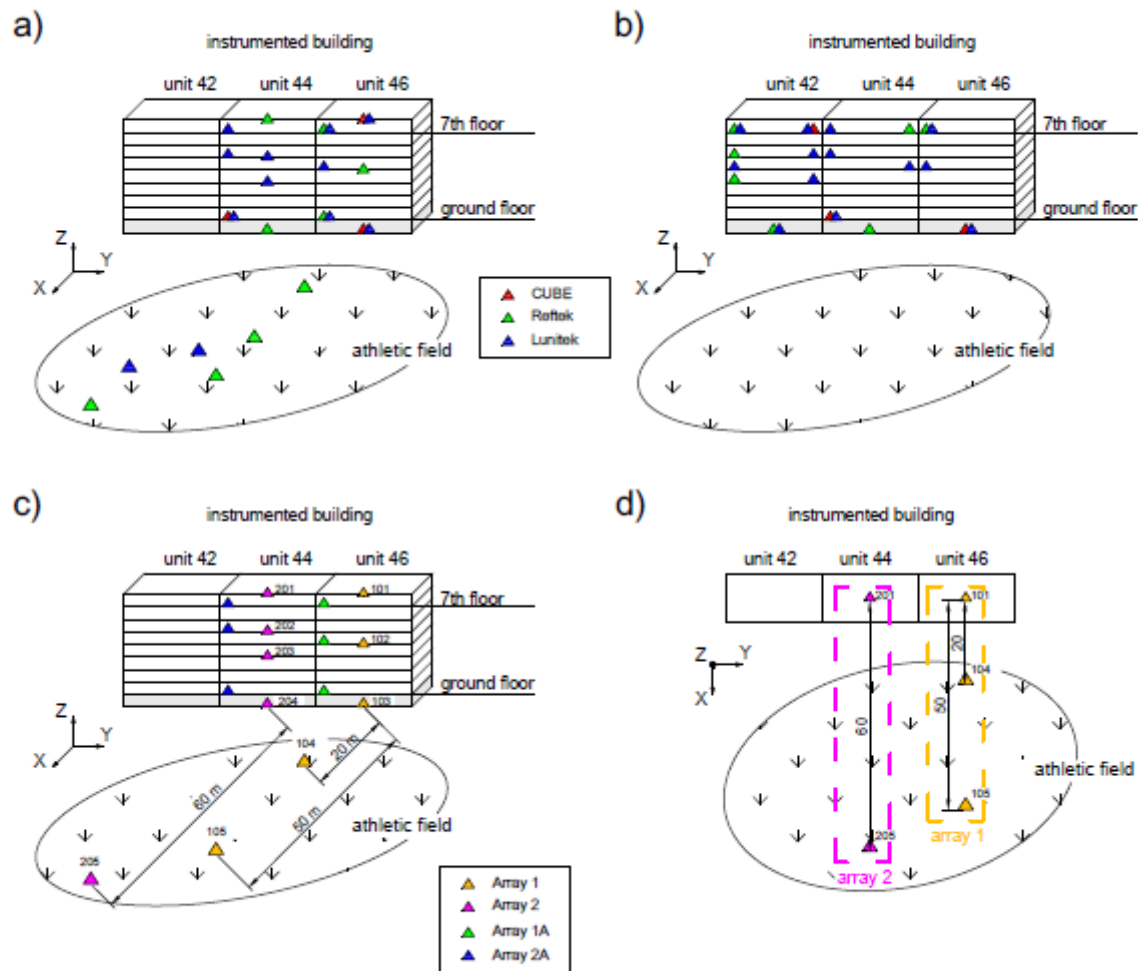 a)
instrumented building
unit 42 unit 44 unit 46
7th floor
ground floor
Z
Y
X
athletic field
CUBE
Reftek
Lunitek
b)
instrumented building
unit 42 unit 44 unit 46
7th floor
ground floor
Z
Y
X
athletic field
c)
instrumented building
unit 42 unit 44 unit 46
201 101
7th floor
202 102
203
ground floor
204 103
Z
Y
X
104
20 m
60 m
50 m
athletic field
105
205
Array 1
Array 2
Array 1A
Array 2A
d)
instrumented building
unit 42 unit 44 unit 46
201 101
20
Z
Y
X
104
50
60
athletic field
105
array 1
205
array 2